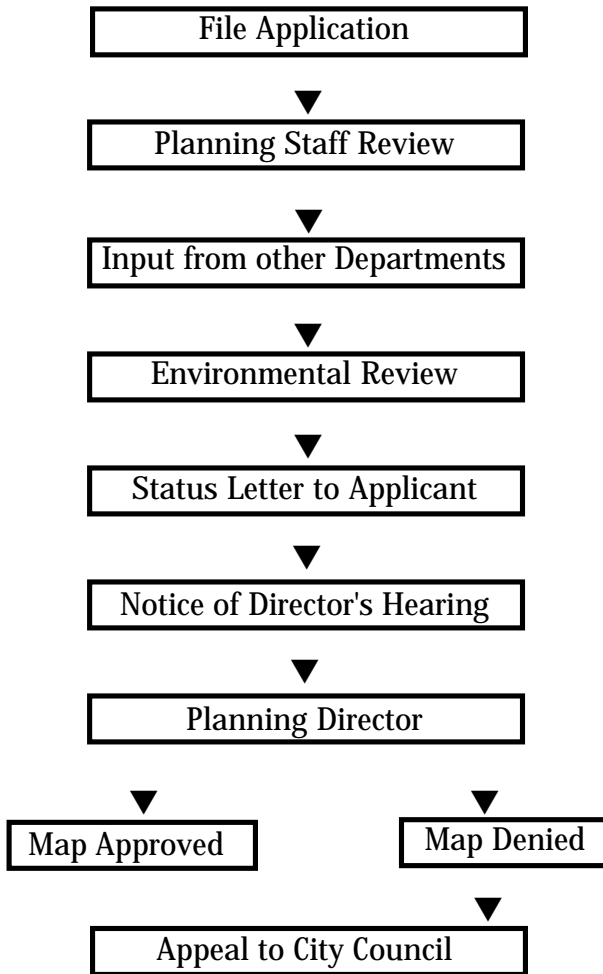 File Application
Planning Staff Review
Input from other Departments
Environmental Review
Status Letter to Applicant
Notice of Director's Hearing
Planning Director
Map Approved
Map Denied
Appeal to City Council